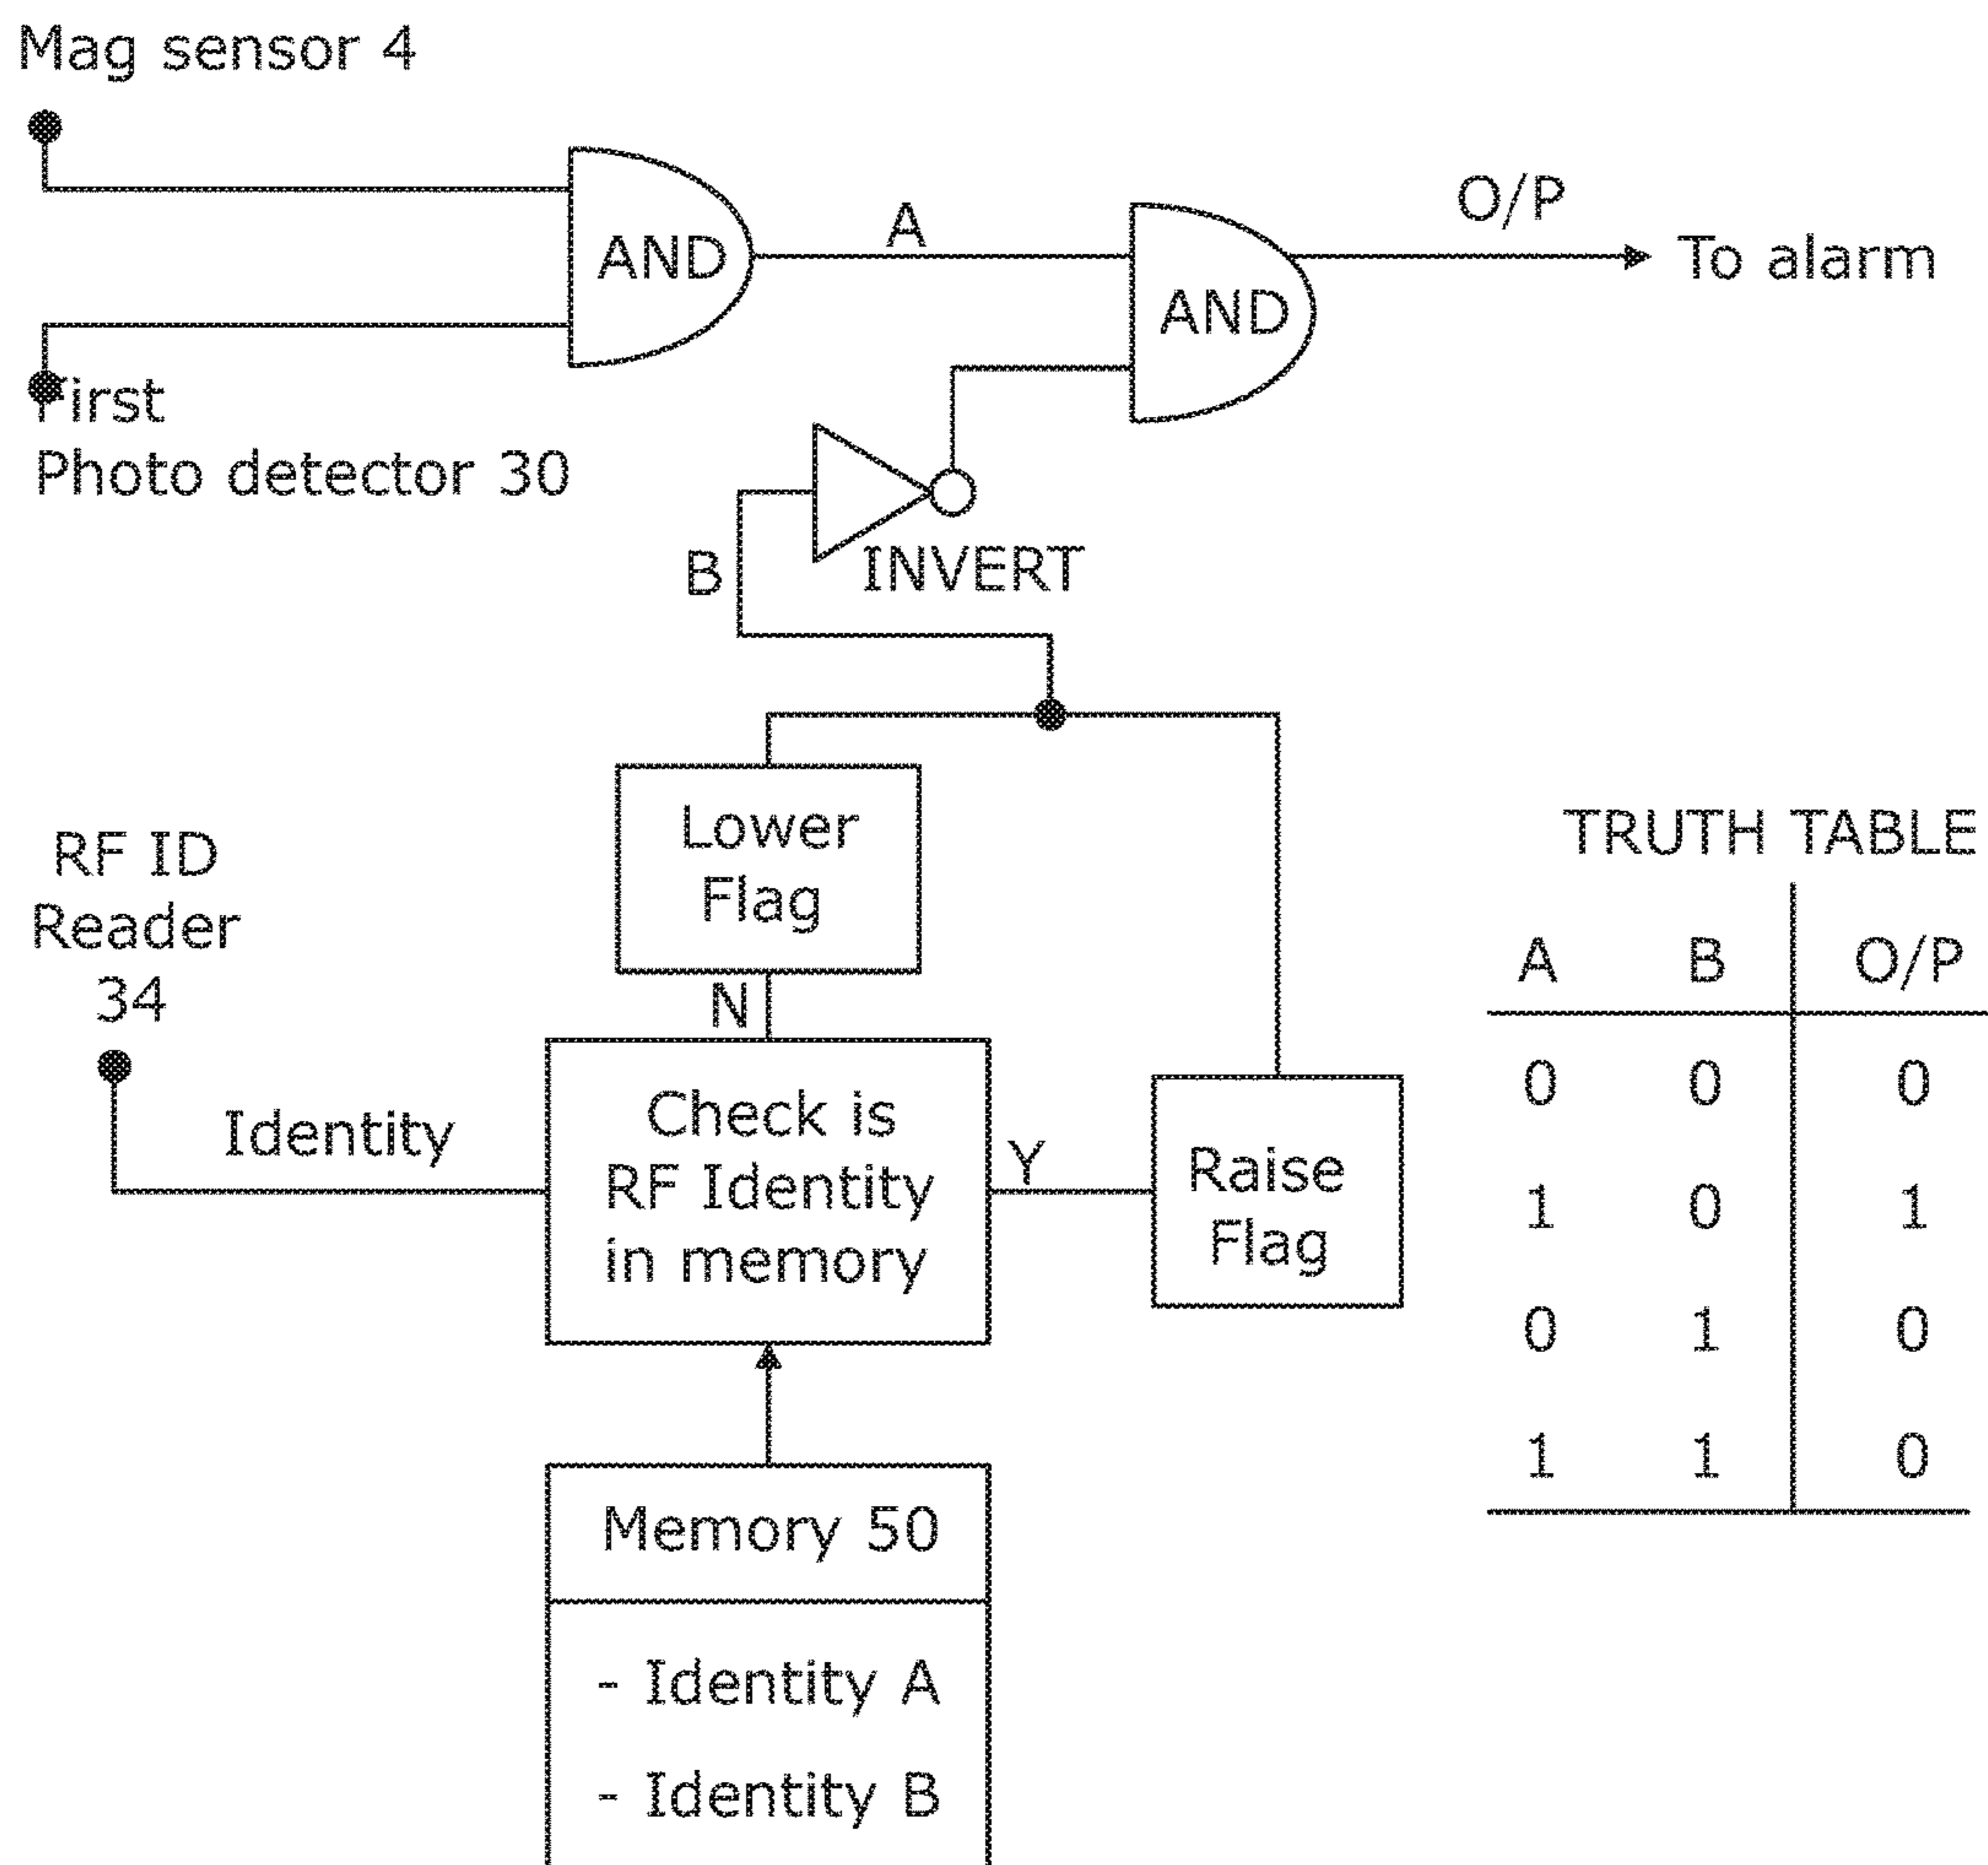 Mag sensor 4
AND
A
AND
O/P
To alarm
First
Photo detector 30
B
INVERT
Lower
Flag
N
RF ID
Reader
34
Identity
Check is
RF Identity
in memory
Y
Raise
Flag
Memory 50
- Identity A
- Identity B
TRUTH TABLE
A B O/P
0 0 0
1 0 1
0 1 0
1 1 0